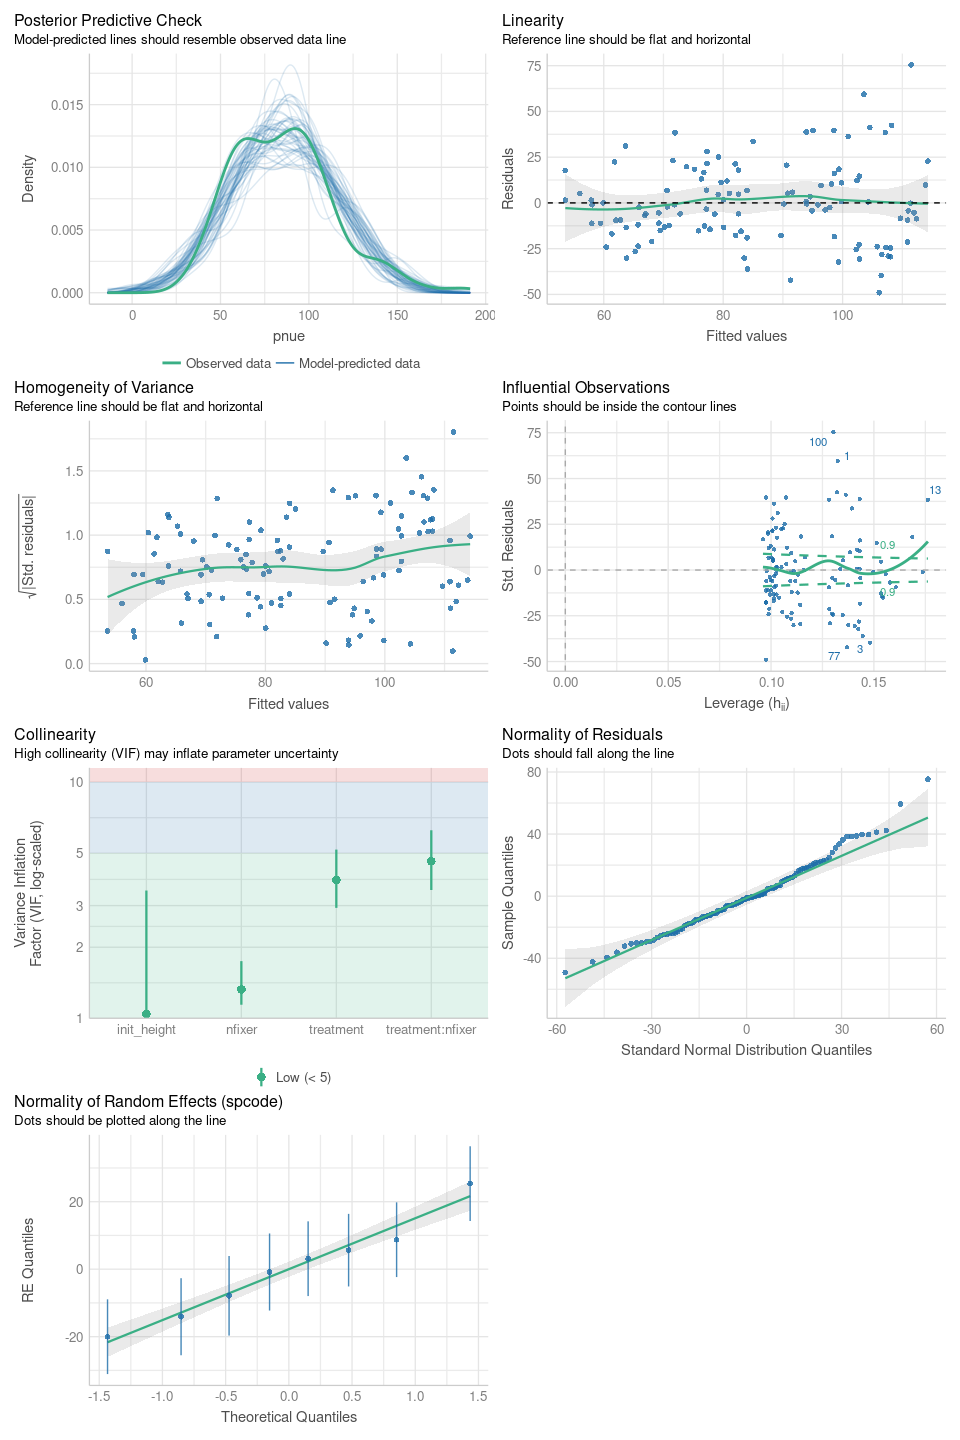 Posterior Predictive Check
Model-predicted lines should resemble observed data line
Density
0.015
0.010
0.005
0.000
0
50
100
150
200
pnue
Observed data
Model-predicted data
Linearity
Reference line should be flat and horizontal
Residuals
75
50
25
0
-25
-50
60
80
100
Fitted values
Homogeneity of Variance
Reference line should be flat and horizontal
√|Std. residuals|
1.5
1.0
0.5
0.0
60
80
100
Fitted values
Influential Observations
Points should be inside the contour lines
Std. Residuals
75
50
25
0
-25
-50
100
1
13
0.9
0.9
77
3
0.00
0.05
0.10
0.15
Leverage (hii)
Collinearity
High collinearity (VIF) may inflate parameter uncertainty
Variance Inflation
Factor (VIF, log-scaled)
10
5
3
2
1
init_height
nfixer
treatment
treatment:nfixer
Low (< 5)
Normality of Residuals
Dots should fall along the line
Sample Quantiles
80
40
0
-40
-60
-30
0
30
60
Standard Normal Distribution Quantiles
Normality of Random Effects (spcode)
Dots should be plotted along the line
RE Quantiles
20
0
-20
-1.5
-1.0
-0.5
0.0
0.5
1.0
1.5
Theoretical Quantiles